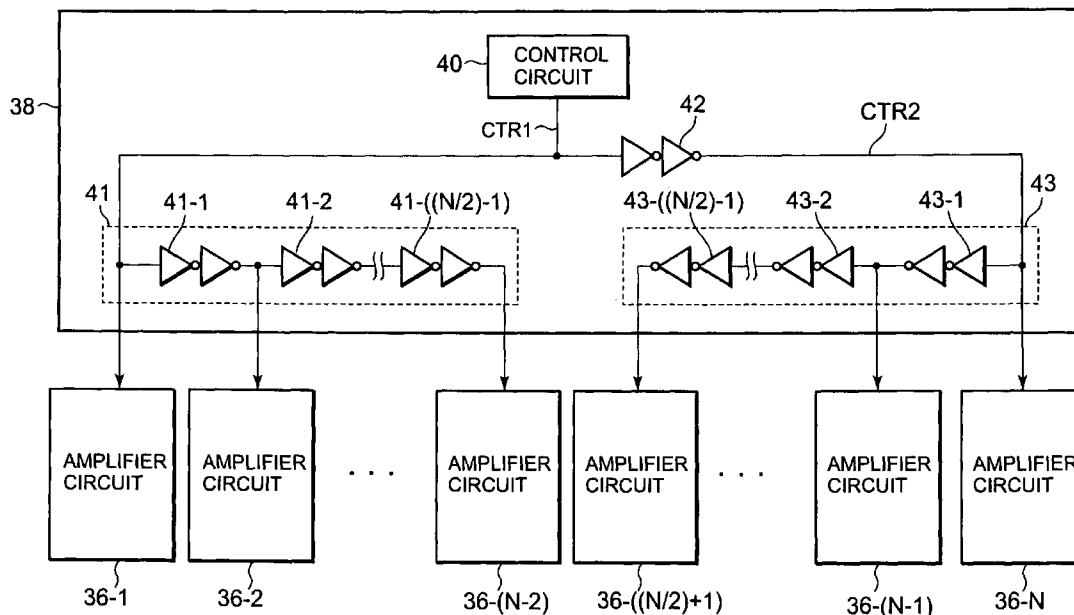 CONTROL
CIRCUIT
40
38
CTR1
42
CTR2
41
41-1
41-2
41-((N/2)-1)
43-((N/2)-1)
43-2
43-1
43
AMPLIFIER
CIRCUIT
AMPLIFIER
CIRCUIT
. . .
AMPLIFIER
CIRCUIT
AMPLIFIER
CIRCUIT
. . .
AMPLIFIER
CIRCUIT
AMPLIFIER
CIRCUIT
36-1
36-2
36-(N-2)
36-((N/2)+1)
36-(N-1)
36-N